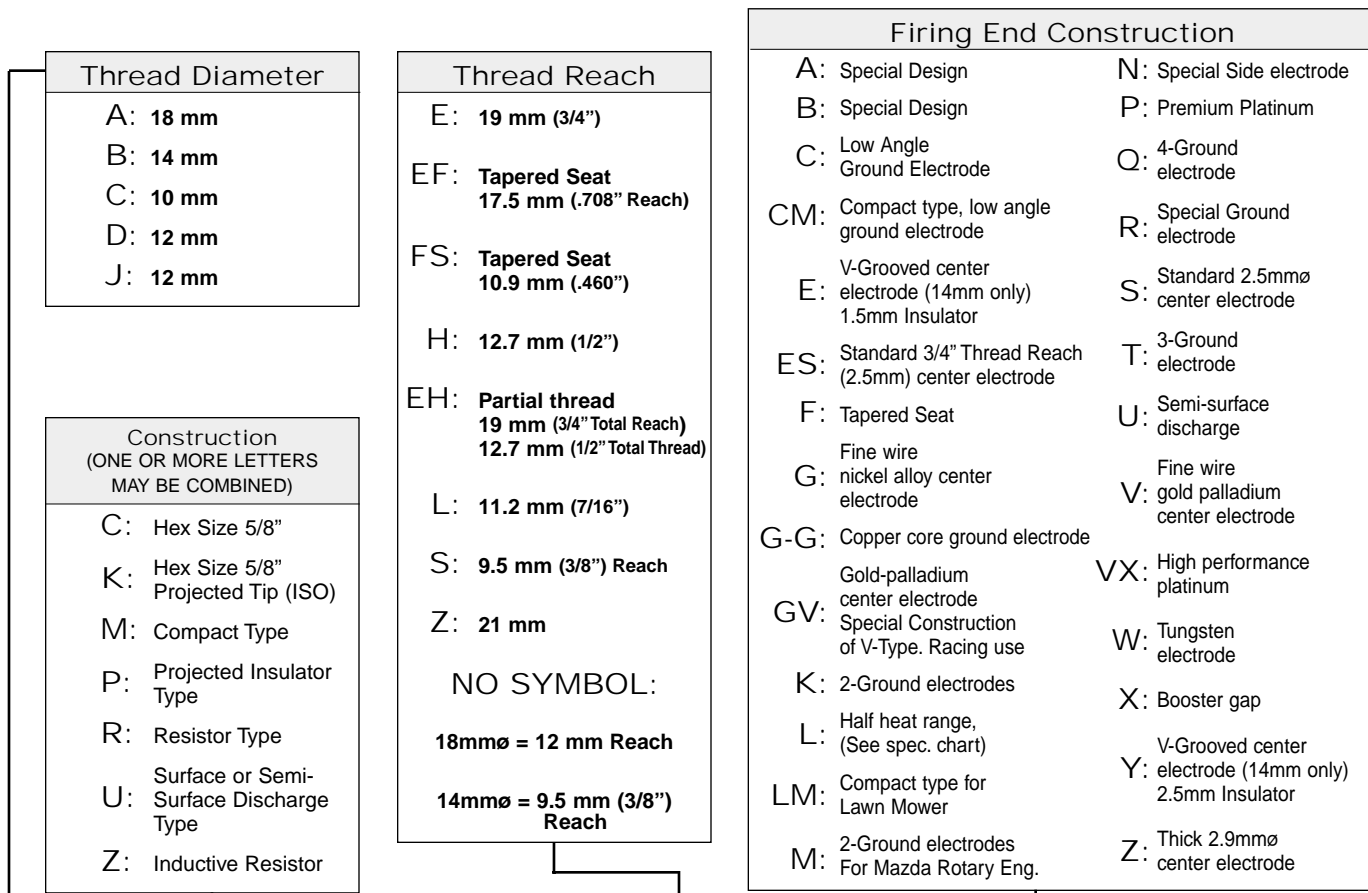 Thread Diameter
A: 18 mm
B: 14 mm
C: 10 mm
D: 12 mm
J: 12 mm
Construction
(ONE OR MORE LETTERS
MAY BE COMBINED)
C: Hex Size 5/8”
K: Hex Size 5/8”
Projected Tip (ISO)
M: Compact Type
P: Projected Insulator
Type
R: Resistor Type
U: Surface or Semi-
Surface Discharge
Type
Z: Inductive Resistor
Thread Reach
E: 19 mm (3/4”)
EF: Tapered Seat
17.5 mm (.708” Reach)
FS: Tapered Seat
10.9 mm (.460”)
H: 12.7 mm (1/2”)
EH: Partial thread
19 mm (3/4” Total Reach)
12.7 mm (1/2” Total Thread)
L: 11.2 mm (7/16”)
S: 9.5 mm (3/8”) Reach
Z: 21 mm
NO SYMBOL:
18mmø = 12 mm Reach
14mmø = 9.5 mm (3/8”)
Reach
Firing End Construction
A: Special Design
B: Special Design
C: Low Angle
Ground Electrode
CM: Compact type, low angle
ground electrode
E: V-Grooved center
electrode (14mm only)
1.5mm Insulator
ES: Standard 3/4” Thread Reach
(2.5mm) center electrode
F: Tapered Seat
G: Fine wire
nickel alloy center
electrode
G-G: Copper core ground electrode
GV: Gold-palladium
center electrode
Special Construction
of V-Type. Racing use
K: 2-Ground electrodes
L: Half heat range,
(See spec. chart)
LM: Compact type for
Lawn Mower
M: 2-Ground electrodes
For Mazda Rotary Eng.
N: Special Side electrode
P: Premium Platinum
Q: 4-Ground
electrode
R: Special Ground
electrode
S: Standard 2.5mmø
center electrode
T: 3-Ground
electrode
U: Semi-surface
discharge
V: Fine wire
gold palladium
center electrode
VX: High performance
platinum
W: Tungsten
electrode
X: Booster gap
Y: V-Grooved center
electrode (14mm only)
2.5mm Insulator
Z: Thick 2.9mmø
center electrode